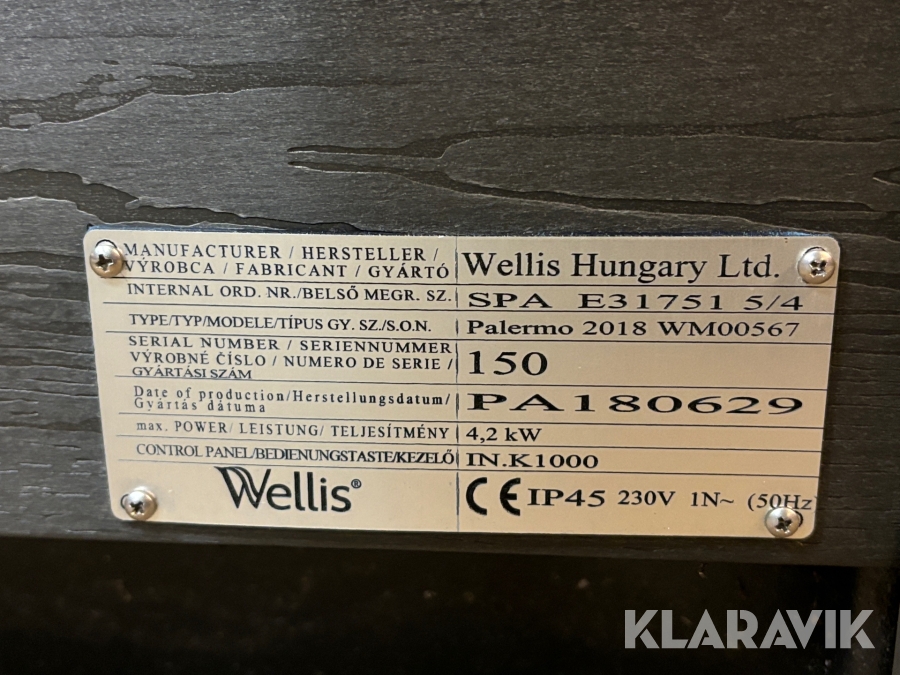 MANUFACTURER / HERSTELLER /
VÝROBCA / FABRICANT / GYÁRTÓ
Wellis Hungary Ltd.
INTERNAL ORD. NR./BELSŐ MEGR. SZ.
SPA E31751 5/4
TYPE/TYP/MODELE/TÍPUS GY. SZ./S.O.N.
Palermo 2018 WM00567
SERIAL NUMBER / SERIENNUMMER
VÝROBNÉ ČÍSLO / NUMERO DE SERIE /
GYÁRTÁSI SZÁM
150
Date of production/Herstellungsdatum/
Gyártás dátuma
PA180629
max. POWER/ LEISTUNG/ TELJESÍTMÉNY
4,2 kW
CONTROL PANEL/BEDIENUNGSTASTE/KEZELŐ
IN.K1000
Wellis®
CE IP45 230V 1N~ (50Hz
KLARAVIK